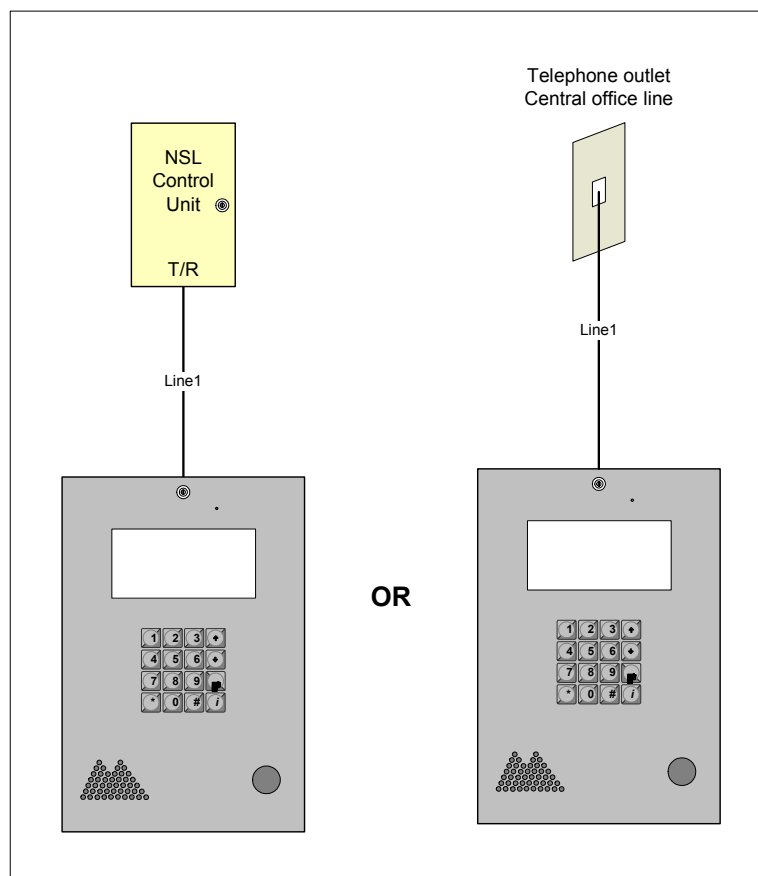 NSL
Control
Unit
T/R
Line1
Telephone outlet
Central office line
Line1
OR
1 2 3
4 5 6
7 8 9
* 0 # i
1 2 3
4 5 6
7 8 9
* 0 # i